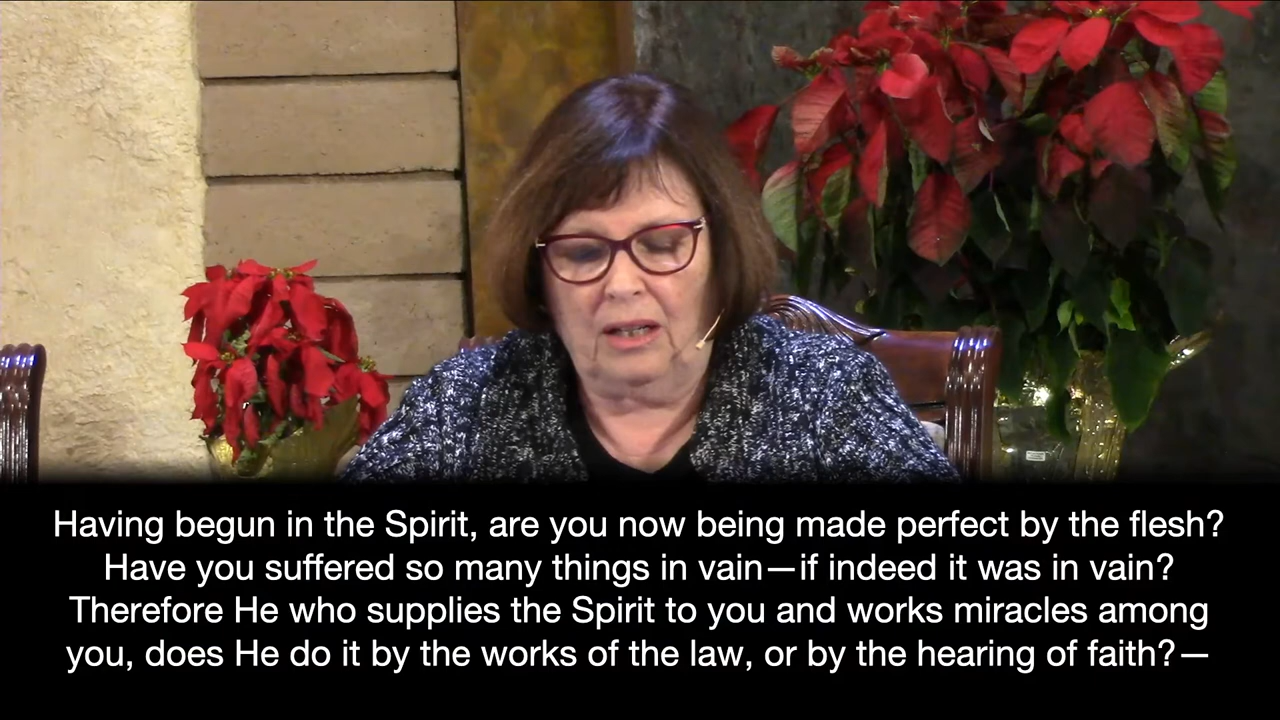 Having begun in the Spirit, are you now being made perfect by the flesh?
Have you suffered so many things in vain—if indeed it was in vain?
Therefore He who supplies the Spirit to you and works miracles among
you, does He do it by the works of the law, or by the hearing of faith?—